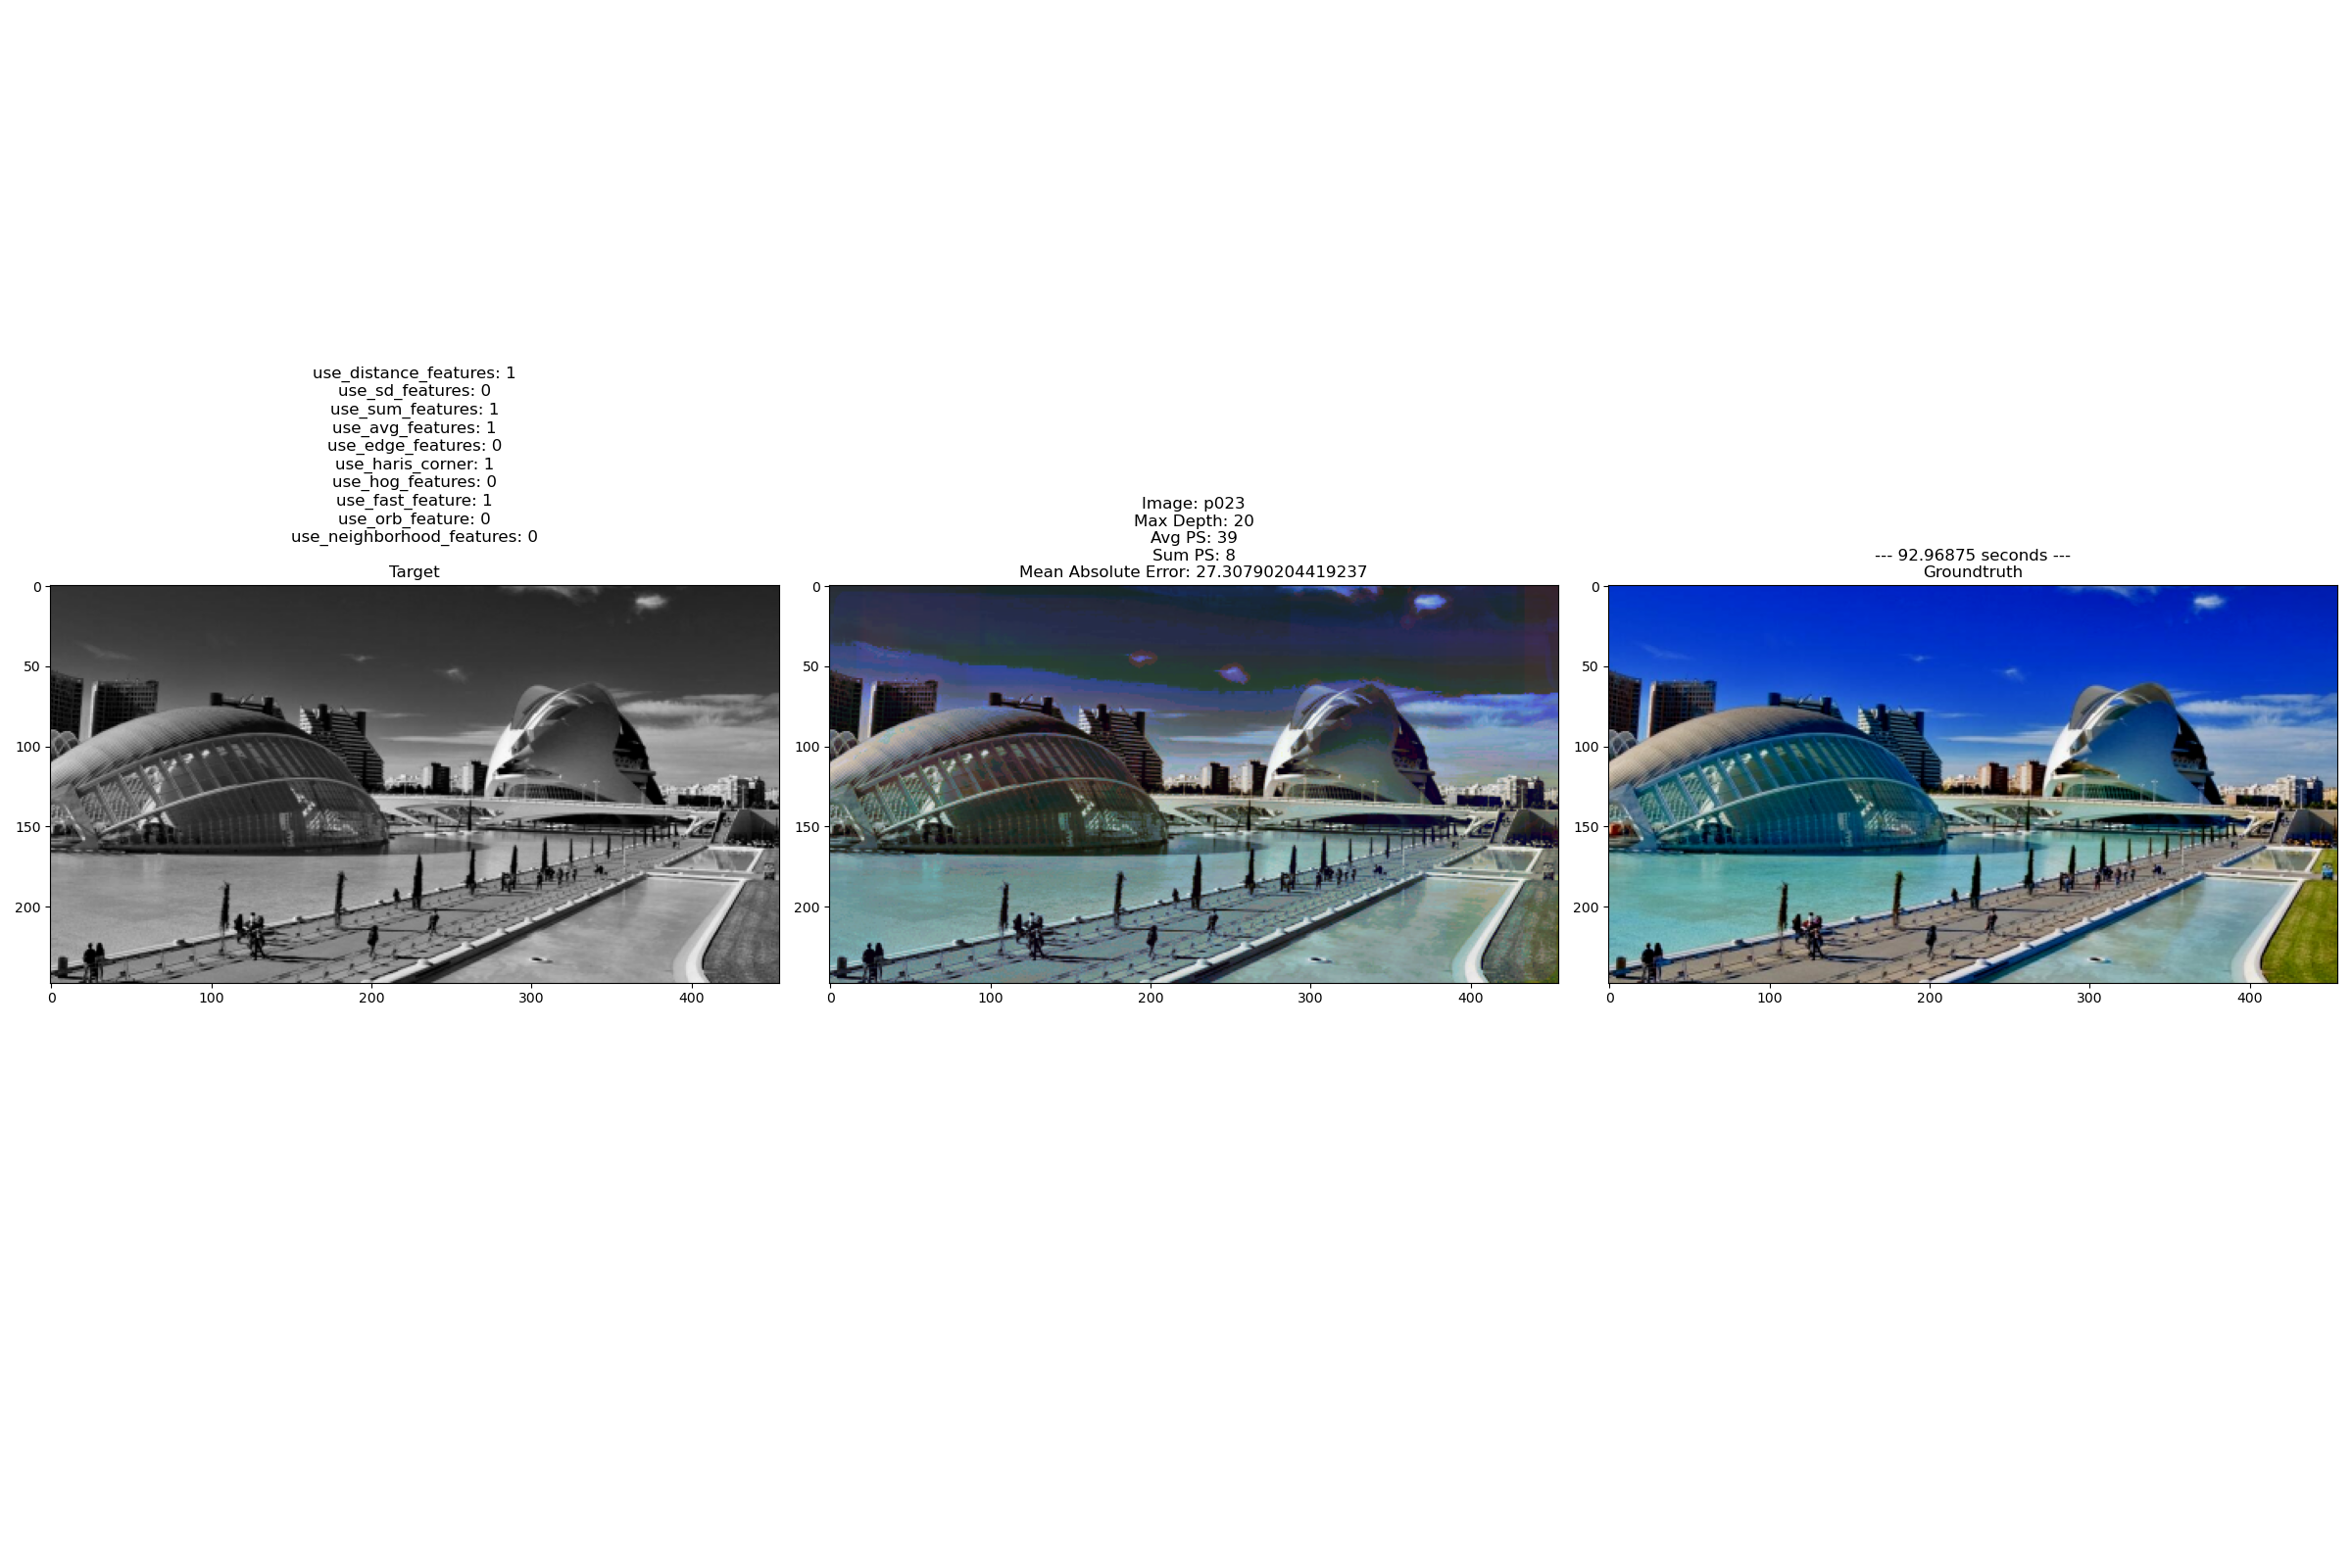 use_distance_features: 1
use_sd_features: 0
use_sum_features: 1
use_avg_features: 1
use_edge_features: 0
use_haris_corner: 1
use_hog_features: 0
use_fast_feature: 1
use_orb_feature: 0
use_neighborhood_features: 0
Target
0
50
100
150
200
0 100 200 300 400
Image: p023
Max Depth: 20
Avg PS: 39
Sum PS: 8
Mean Absolute Error: 27.30790204419237
0
50
100
150
200
0 100 200 300 400
--- 92.96875 seconds ---
Groundtruth
0
50
100
150
200
0 100 200 300 400